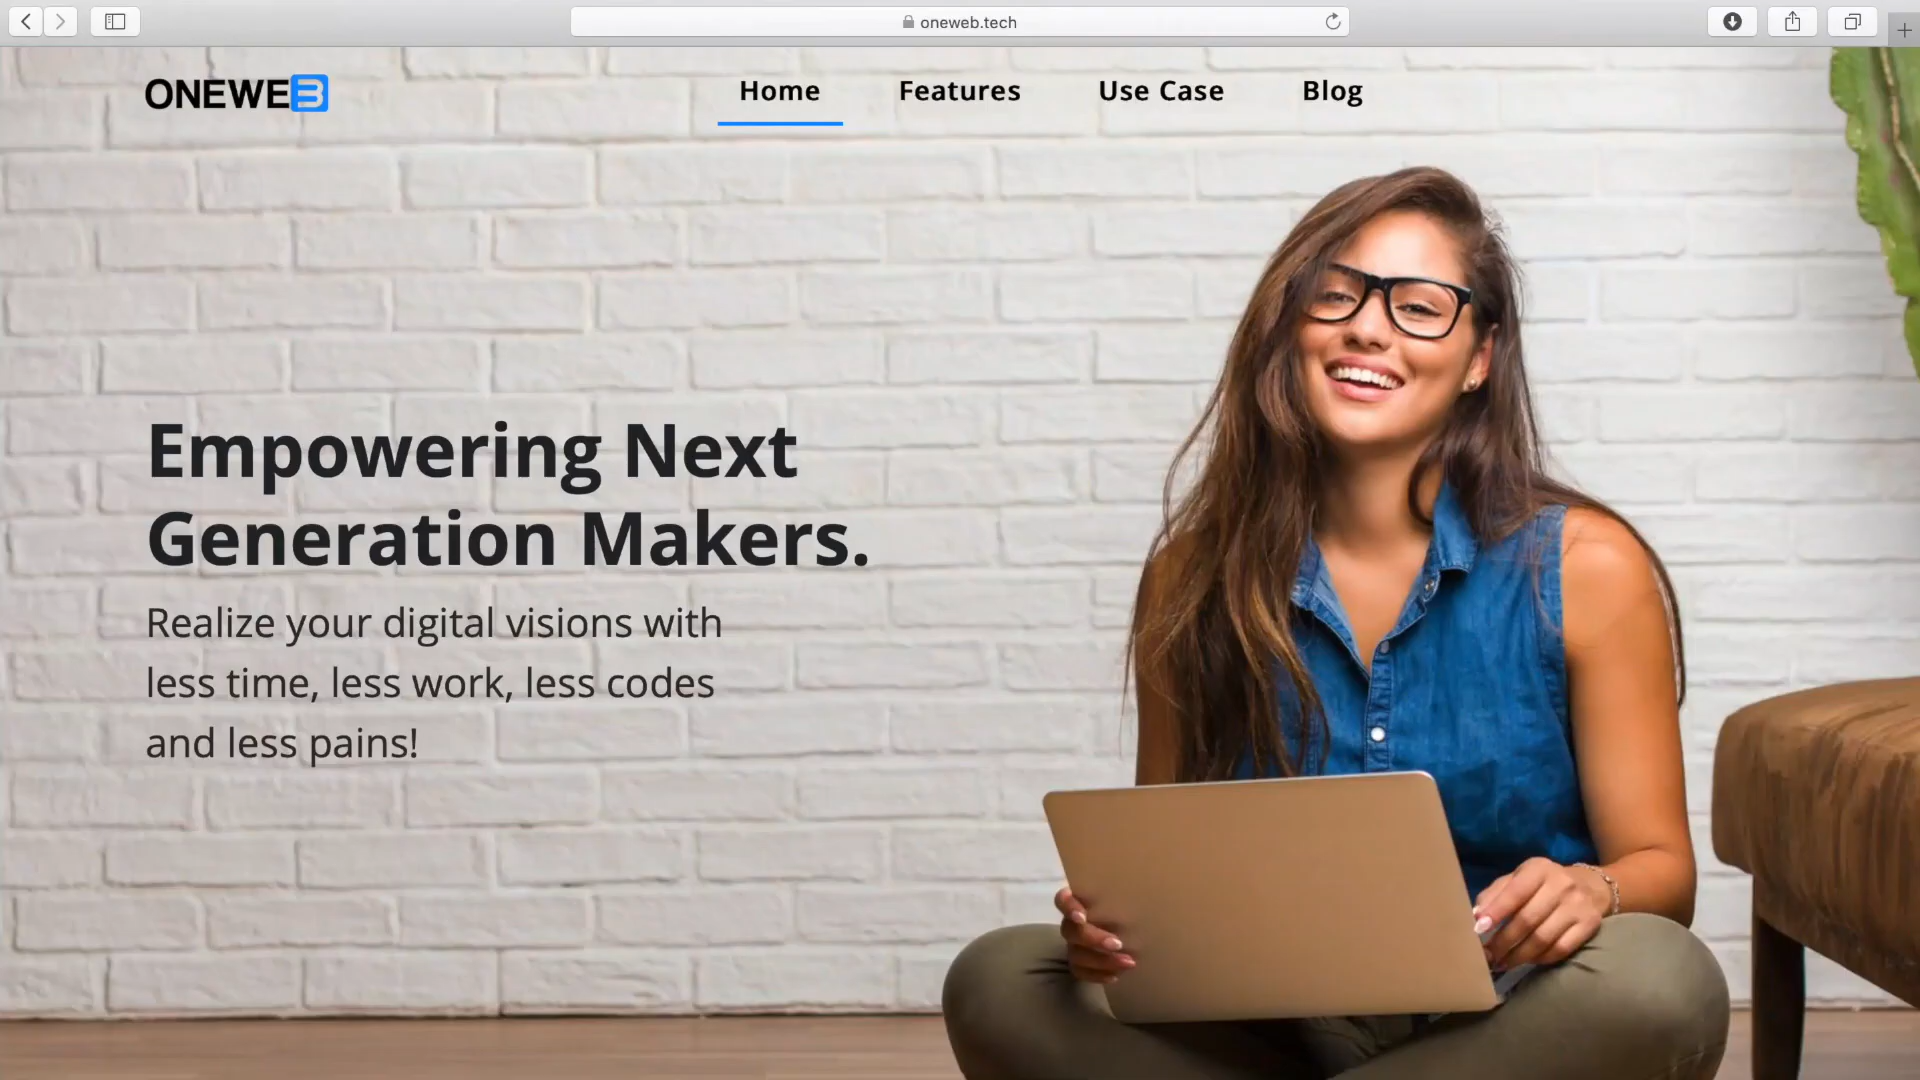 oneweb.tech
ONEWEB
Home Features Use Case Blog
Empowering Next
Generation Makers.
Realize your digital visions with
less time, less work, less codes
and less pains!